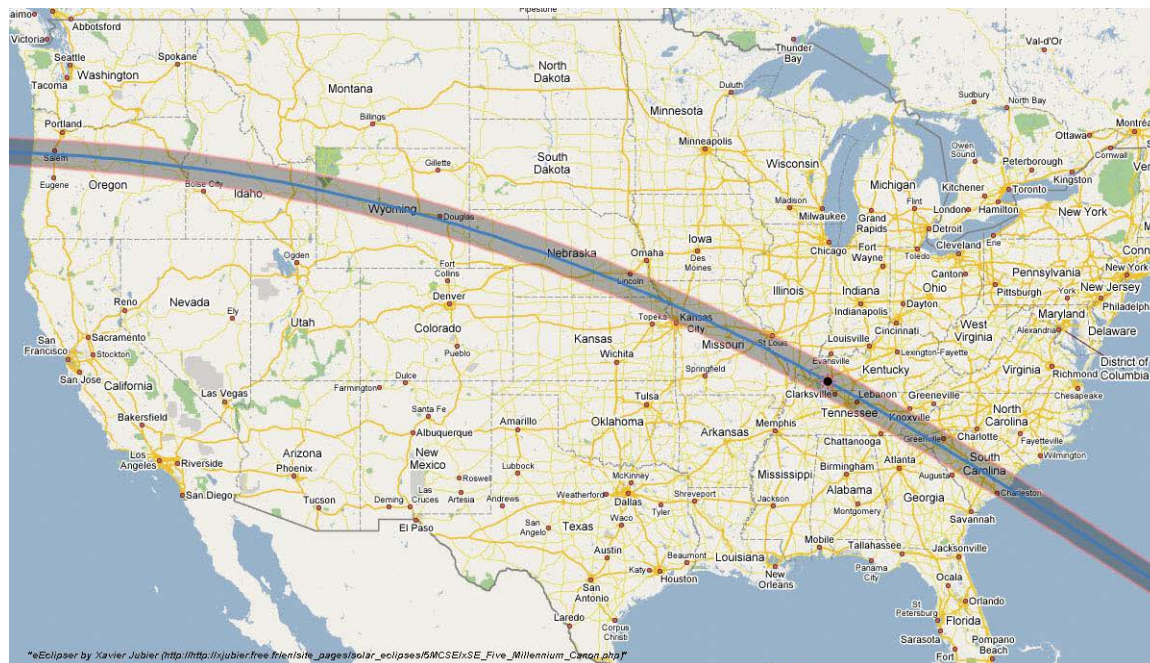 Pipestone
Abbotsford
Victoria
Seattle
Spokane
Washington
Tacoma
North
Dakota
Montana
Thunder
Bay
Val-d'Or
Duluth
Sudbury
North Bay
Minnesota
Portland
Billings
Minneapolis
Ottawa
Cornwall
Salem
Gillette
South
Dakota
Owen
Sound
Peterborough
Kingston
Eugene
Oregon
Boise City
Idaho
Wisconsin
Michigan
Kitchener
Toronto
Wyoming
Douglas
Madison
Milwaukee
Grand
Rapids
Flint
London
Hamilton
New York
Detroit
Iowa
Nebraska
Omaha
Des
Moines
Chicago
Fort
Wayne
Toledo
Cleveland
Ogden
Fort
Collins
Lincoln
Canton
Pennsylvania
New York
Reno
Nevada
Ely
Denver
Illinois
Indiana
Ohio
Pittsburgh
York
New Jersey
Philadelphia
Utah
Colorado
Topeka
Kansas
City
Indianapolis
Dayton
Cincinnati
Maryland
Alexandria
Delaware
San
Francisco
Sacramento
Stockton
Pueblo
Kansas
Missouri
St Louis
Louisville
West
Virginia
District of
Columbia
San Jose
California
Wichita
Evansville
Lexington-Fayette
Kentucky
Virginia
Richmond
Chesapeake
Las Vegas
Farmington
Dulce
Springfield
Clarksville
Lebanon
Greeneville
Bakersfield
Santa Fe
Tulsa
Tennessee
Knoxville
North
Carolina
Albuquerque
Amarillo
Oklahoma
Arkansas
Memphis
Chattanooga
Greenville
Charlotte
Fayetteville
Los
Angeles
Riverside
Arizona
Phoenix
New
Mexico
Atlanta
South
Carolina
Wilmington
Lubbock
Mississippi
Birmingham
Augusta
San Diego
Tucson
Deming
Las
Cruces
Roswell
Artesia
Andrews
McKinney
Weatherford
Dallas
Shreveport
Jackson
Alabama
Montgomery
Georgia
Charleston
Savannah
El Paso
San
Angelo
Texas
Waco
Tyler
Louisiana
Mobile
Tallahassee
Jacksonville
Austin
Katy
Beaumont
Houston
New
Orleans
Panama
City
Ocala
San
Antonio
St
Petersburg
Orlando
Florida
Laredo
Corpus
Christi
Sarasota
Pompano
Beach
Fort
"eEclipser by Xavier Jubier (http://http://xjubier.free.fr/en/site_pages/solar_eclipses/5MCSE/xSE_Five_Millennium_Canon.php)"